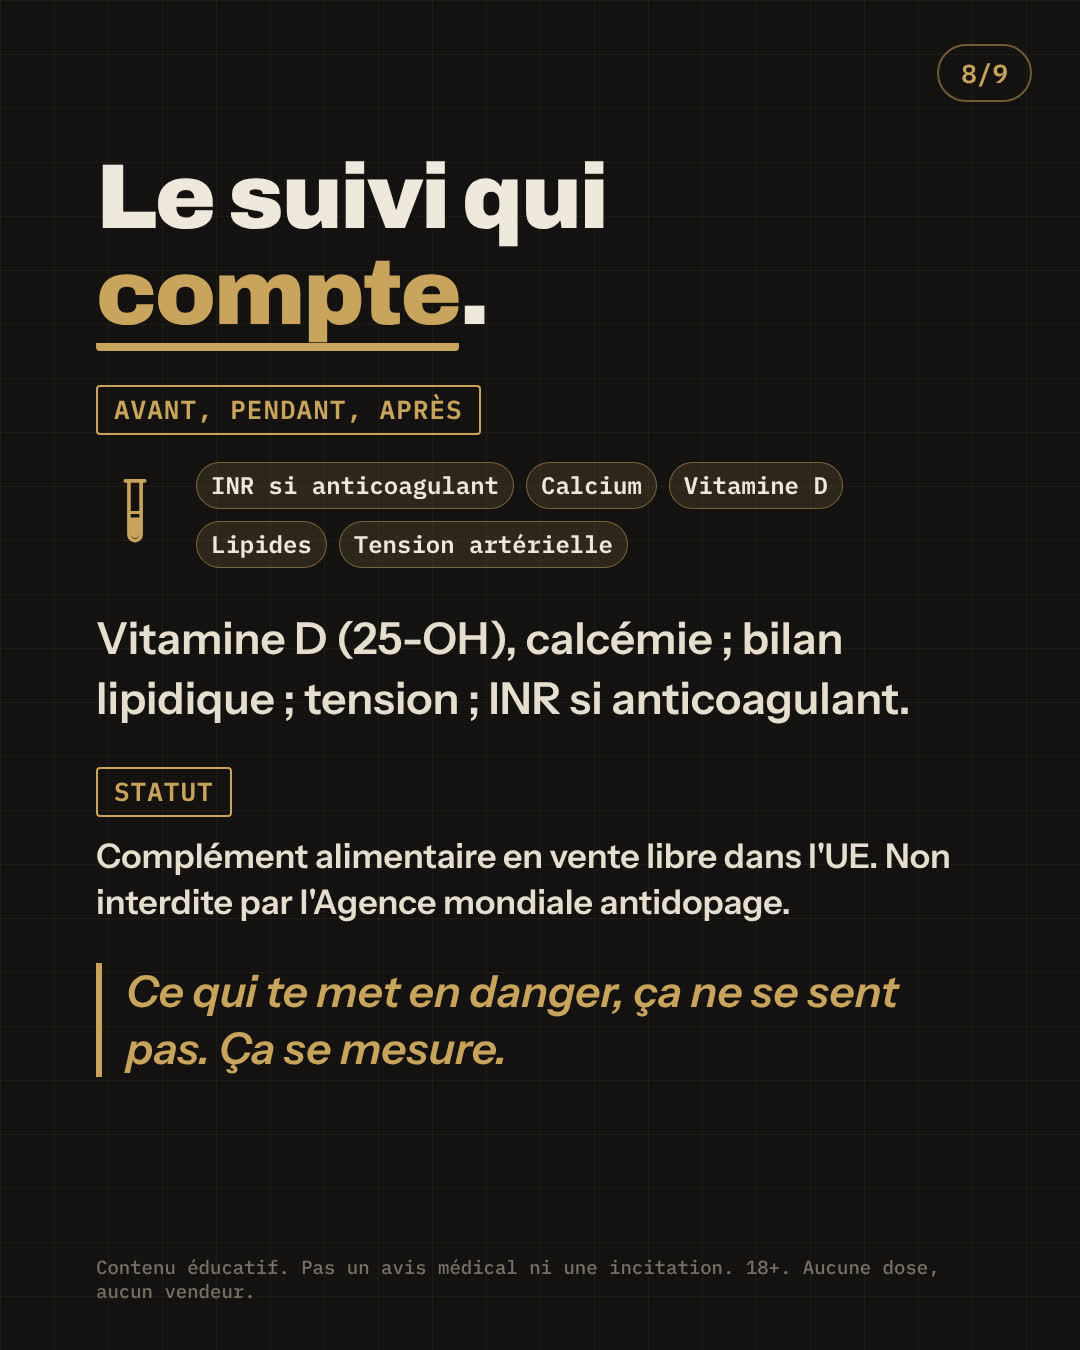 8/9
Le suivi qui
compte.
AVANT, PENDANT, APRÈS
INR si anticoagulant Calcium Vitamine D
Lipides Tension artérielle
Vitamine D (25-OH), calcémie ; bilan
lipidique ; tension ; INR si anticoagulant.
STATUT
Complément alimentaire en vente libre dans l'UE. Non
interdite par l'Agence mondiale antidopage.
Ce qui te met en danger, ça ne se sent
pas. Ça se mesure.
Contenu éducatif. Pas un avis médical ni une incitation. 18+. Aucune dose,
aucun vendeur.